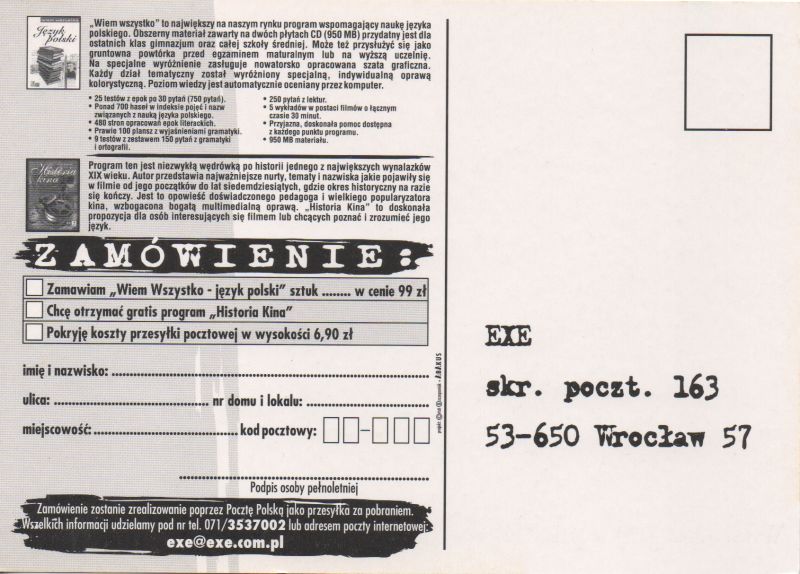 Język polski
„Wiem wszystko" to największy na naszym rynku program wspomagający naukę języka
polskiego. Obszerny materiał zawarty na dwóch płytach CD (950 MB) przydatny jest dla
ostatnich klas gimnazjum oraz całej szkoły średniej. Może też przysłużyć się jako
gruntowna powtórka przed egzaminem maturalnym lub na wyższą uczelnię.
Na specjalne wyróżnienie zasługuje nowatorsko opracowana szata graficzna.
Każdy dział tematyczny został wyróżniony specjalną, indywidualną oprawą
kolorystyczną. Poziom wiedzy jest automatycznie oceniany przez komputer.
• 25 testów z epok po 30 pytań (750 pytań).
• Ponad 700 haseł w indeksie pojęć i nazw
związanych z nauką języka polskiego.
• 480 stron opracowań epok literackich.
• Prawie 100 plansz z wyjaśnieniami gramatyki.
• 9 testów z zestawem 150 pytań z gramatyki
i ortografii.
• 250 pytań z lektur.
• 5 wykładów w postaci filmów o łącznym
czasie 30 minut.
• Przyjazna, doskonała pomoc dostępna
z każdego punktu programu.
• 950 MB materiału.
Historia kina
Program ten jest niezwykłą wędrówką po historii jednego z największych wynalazków
XIX wieku. Autor przedstawia najważniejsze nurty, tematy i nazwiska jakie pojawiły się
w filmie od jego początków do lat siedemdziesiątych, gdzie okres historyczny na razie
się kończy. Jest to opowieść doświadczonego pedagoga i wielkiego popularyzatora
kina, wzbogacona bogatą multimedialną oprawą. „Historia Kina" to doskonała
propozycja dla osób interesujących się filmem lub chcących poznać i zrozumieć jego
język.
ZAMÓWIENIE:
Zamawiam „Wiem Wszystko - język polski" sztuk ........ w cenie 99 zł
Chcę otrzymać gratis program „Historia Kina"
Pokryję koszty przesyłki pocztowej w wysokości 6,90 zł
imię i nazwisko:
ulica: nr domu i lokalu:
miejscowość: kod pocztowy: –
Podpis osoby pełnoletniej
Zamówienie zostanie zrealizowanie poprzez Pocztę Polską jako przesyłka za pobraniem.
Wszelkich informacji udzielamy pod nr tel. 071/3537002 lub adresem poczty internetowej:
exe@exe.com.pl
ABAKUS
EXE
skr. poczt. 163
53-650 Wrocław 57